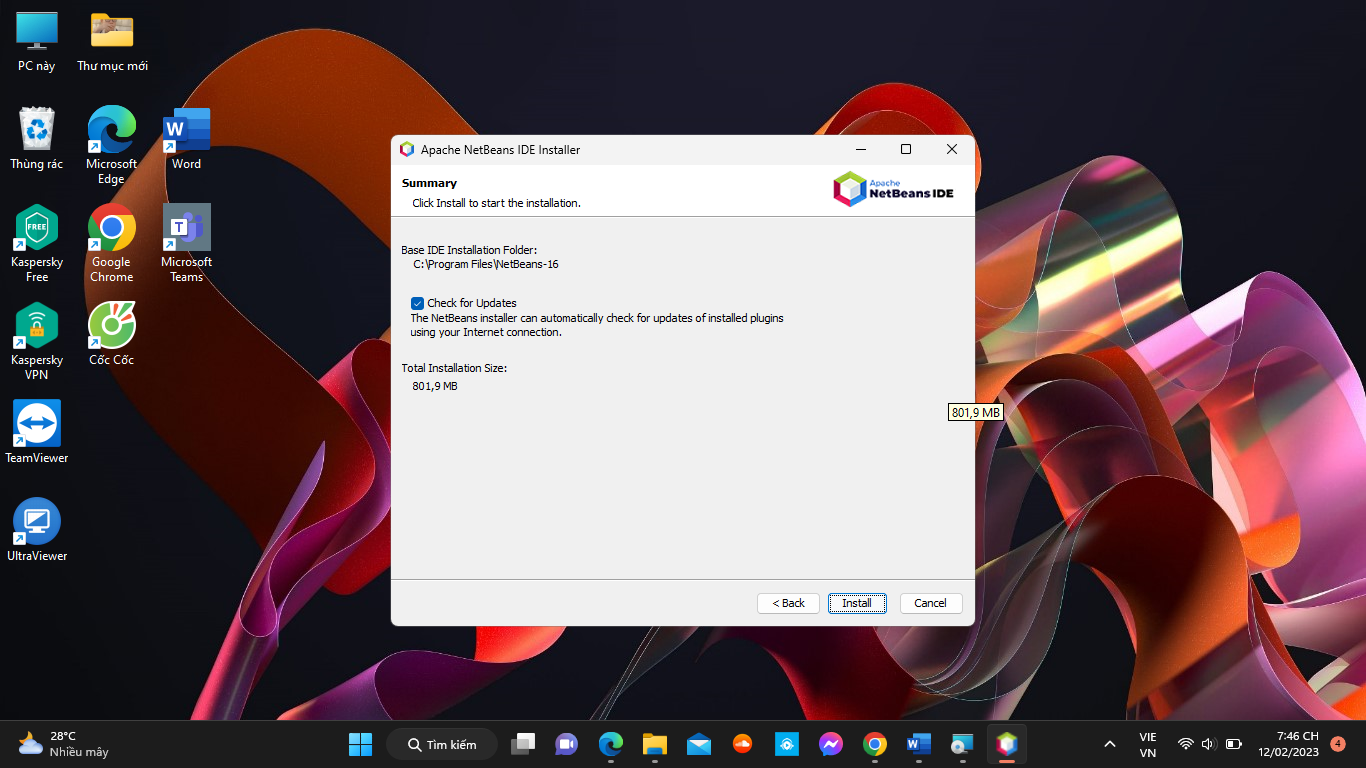 PC này
Thư mục mới
Thùng rác
Microsoft
Edge
Word
Kaspersky
Free
Google
Chrome
Microsoft
Teams
Kaspersky
VPN
Cốc Cốc
TeamViewer
UltraViewer
FREE
W
T
Apache NetBeans IDE Installer
Summary
Click Install to start the installation.
Apache
NetBeans IDE
Base IDE Installation Folder:
C:\Program Files\NetBeans-16
Check for Updates
The NetBeans installer can automatically check for updates of installed plugins
using your Internet connection.
Total Installation Size:
801,9 MB
801,9 MB
< Back
Install
Cancel
28°C
Nhiều mây
Tìm kiếm
W
VIE
VN
7:46 CH
12/02/2023
4